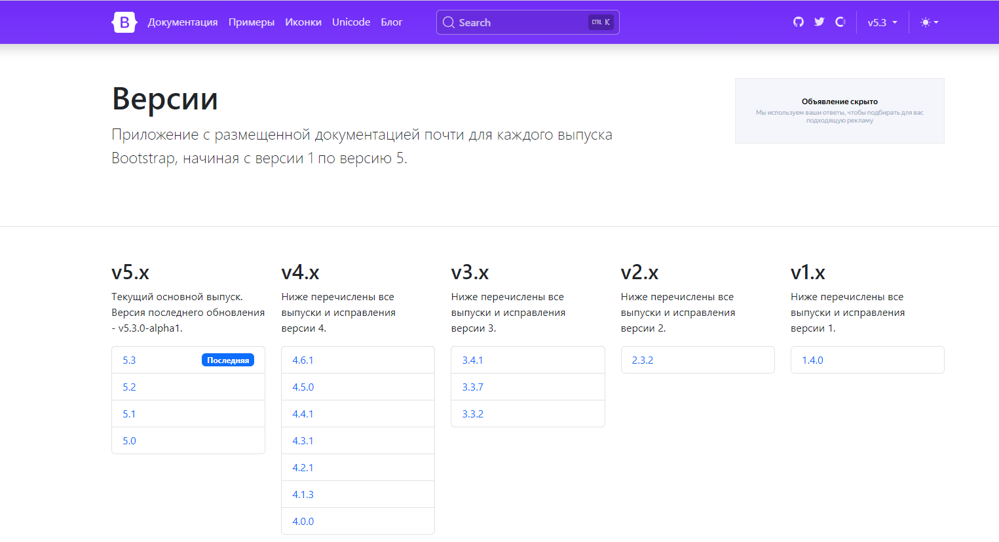 B Документация Примеры Иконки Unicode Блог Search CTRL K v5.3
Версии
Приложение с размещенной документацией почти для каждого выпуска
Bootstrap, начиная с версии 1 по версию 5.
Объявление скрыто
Мы используем ваши ответы, чтобы подбирать для вас
подходящую рекламу
v5.x
Текущий основной выпуск.
Версия последнего обновления
- v5.3.0-alpha1.
5.3 Последняя
5.2
5.1
5.0
v4.x
Ниже перечислены все
выпуски и исправления
версии 4.
4.6.1
4.5.0
4.4.1
4.3.1
4.2.1
4.1.3
4.0.0
v3.x
Ниже перечислены все
выпуски и исправления
версии 3.
3.4.1
3.3.7
3.3.2
v2.x
Ниже перечислены все
выпуски и исправления
версии 2.
2.3.2
v1.x
Ниже перечислены все
выпуски и исправления
версии 1.
1.4.0